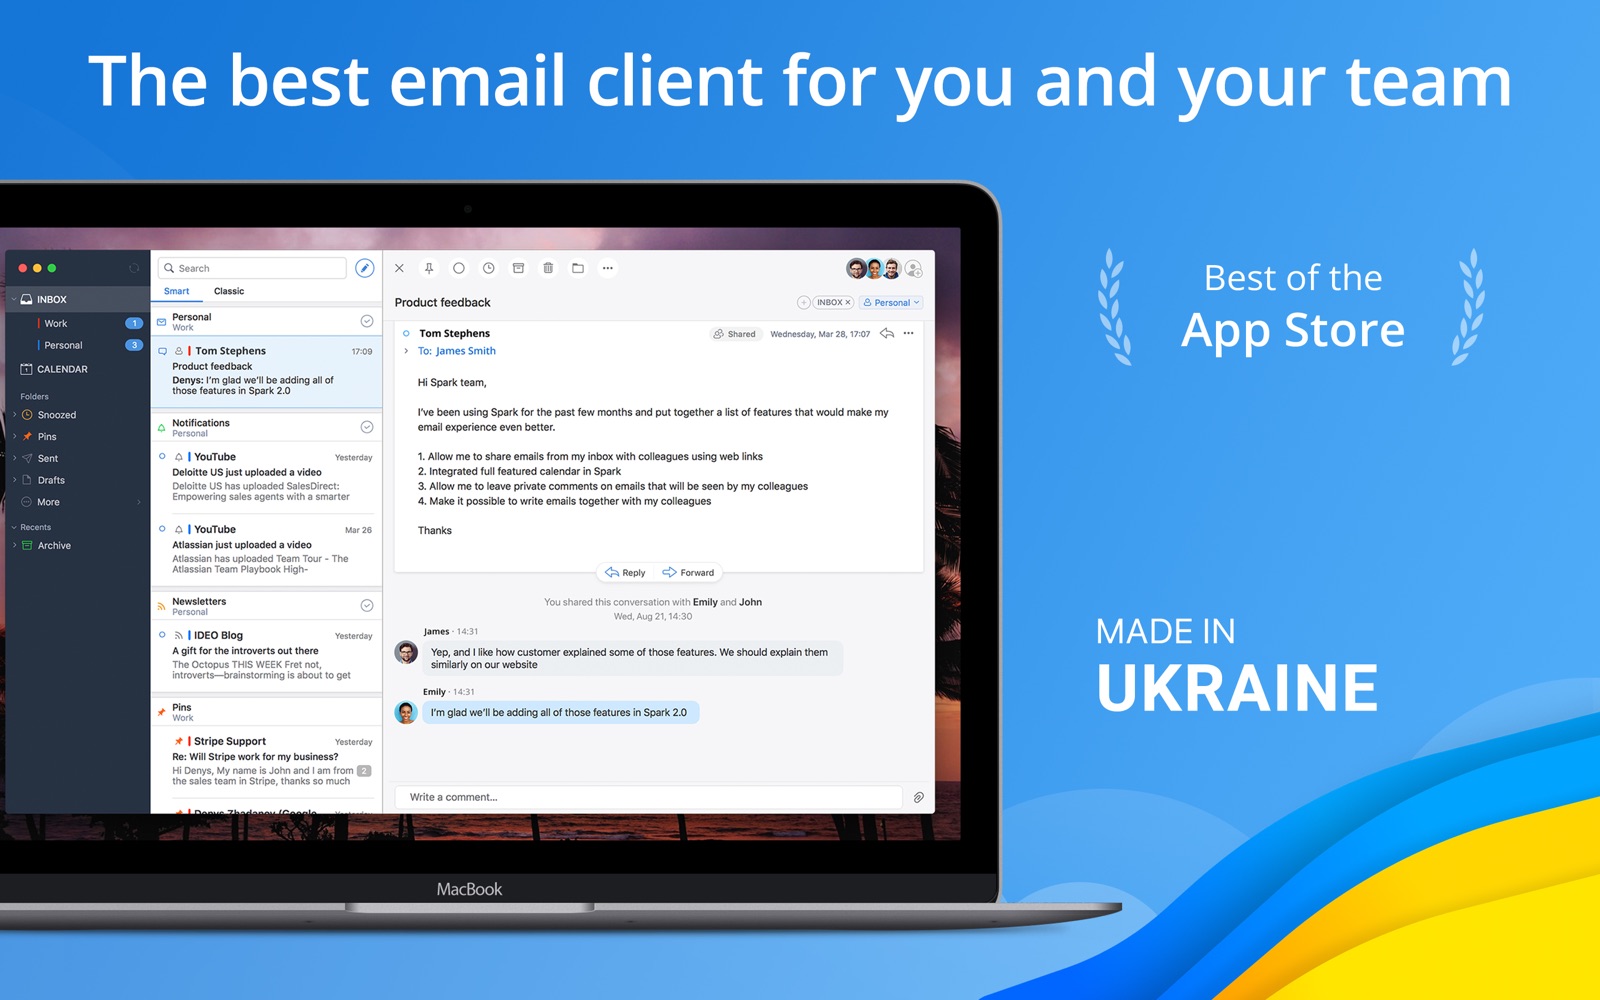 The best email client for you and your team
Best of the
App Store
MADE IN
UKRAINE
INBOX
Work 1
Personal 3
CALENDAR
Folders
Snoozed
Pins
Sent
Drafts
More
Recents
Archive
Search
Smart Classic
Personal
Work
Tom Stephens 17:09
Product feedback
Denys: I'm glad we'll be adding all of
those features in Spark 2.0
Notifications
Personal
YouTube Yesterday
Deloitte US just uploaded a video
Deloitte US has uploaded SalesDirect:
Empowering sales agents with a smarter
YouTube Mar 26
Atlassian just uploaded a video
Atlassian has uploaded Team Tour - The
Atlassian Team Playbook High-
Newsletters
Personal
IDEO Blog Yesterday
A gift for the introverts out there
The Octopus THIS WEEK Fret not,
introverts—brainstorming is about to get
Pins
Work
Stripe Support Yesterday
Re: Will Stripe work for my business?
Hi Denys, My name is John and I am from 2
the sales team in Stripe, thanks so much
Product feedback
INBOX Personal
Tom Stephens Shared Wednesday, Mar 28, 17:07
To: James Smith
Hi Spark team,
I've been using Spark for the past few months and put together a list of features that would make my
email experience even better.
1. Allow me to share emails from my inbox with colleagues using web links
2. Integrated full featured calendar in Spark
3. Allow me to leave private comments on emails that will be seen by my colleagues
4. Make it possible to write emails together with my colleagues
Thanks
Reply Forward
You shared this conversation with Emily and John
Wed, Aug 21, 14:30
James · 14:31
Yep, and I like how customer explained some of those features. We should explain them
similarly on our website
Emily · 14:31
I'm glad we'll be adding all of those features in Spark 2.0
Write a comment...
MacBook